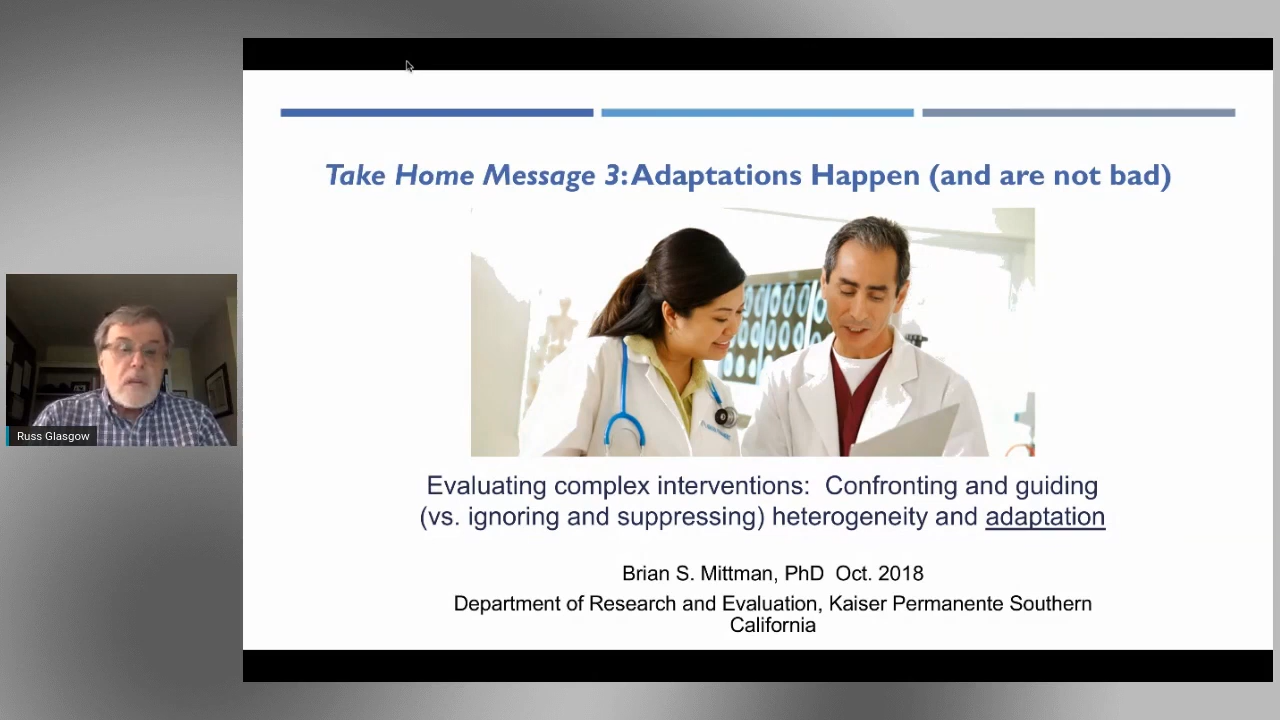 Take Home Message 3: Adaptations Happen (and are not bad)
Russ Glasgow
Evaluating complex interventions:  Confronting and guiding
(vs. ignoring and suppressing) heterogeneity and adaptation
Brian S. Mittman, PhD  Oct. 2018
Department of Research and Evaluation, Kaiser Permanente Southern
California